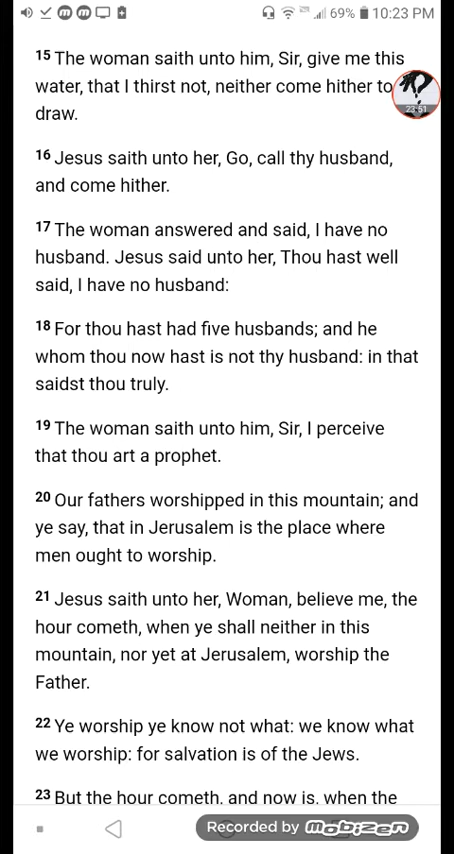 69% 10:23 PM
15 The woman saith unto him, Sir, give me this
water, that I thirst not, neither come hither to
23:51
draw.
16 Jesus saith unto her, Go, call thy husband,
and come hither.
17 The woman answered and said, I have no
husband. Jesus said unto her, Thou hast well
said, I have no husband:
18 For thou hast had five husbands; and he
whom thou now hast is not thy husband: in that
saidst thou truly.
19 The woman saith unto him, Sir, I perceive
that thou art a prophet.
20 Our fathers worshipped in this mountain; and
ye say, that in Jerusalem is the place where
men ought to worship.
21 Jesus saith unto her, Woman, believe me, the
hour cometh, when ye shall neither in this
mountain, nor yet at Jerusalem, worship the
Father.
22 Ye worship ye know not what: we know what
we worship: for salvation is of the Jews.
23 But the hour cometh, and now is, when the
Recorded by mobizen